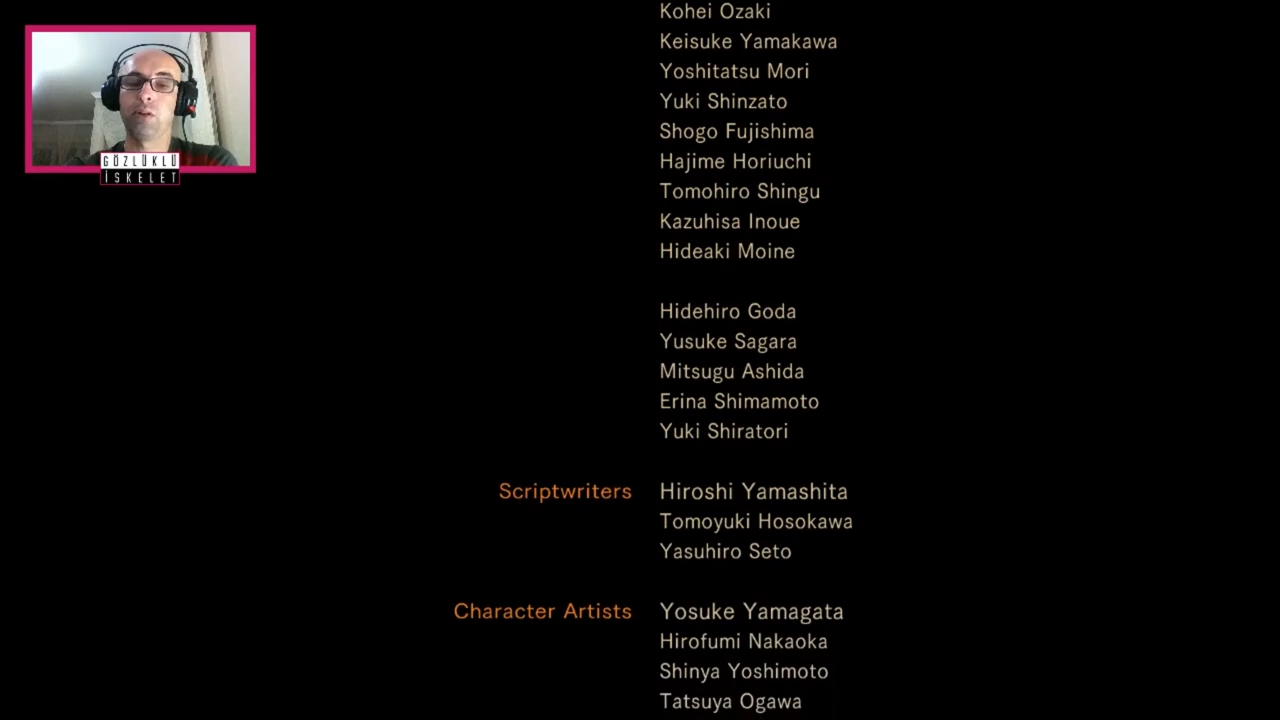 GÖZLÜKLÜ
İSKELET
Kohei Ozaki
Keisuke Yamakawa
Yoshitatsu Mori
Yuki Shinzato
Shogo Fujishima
Hajime Horiuchi
Tomohiro Shingu
Kazuhisa Inoue
Hideaki Moine
Hidehiro Goda
Yusuke Sagara
Mitsugu Ashida
Erina Shimamoto
Yuki Shiratori
Scriptwriters Hiroshi Yamashita
Tomoyuki Hosokawa
Yasuhiro Seto
Character Artists Yosuke Yamagata
Hirofumi Nakaoka
Shinya Yoshimoto
Tatsuya Ogawa